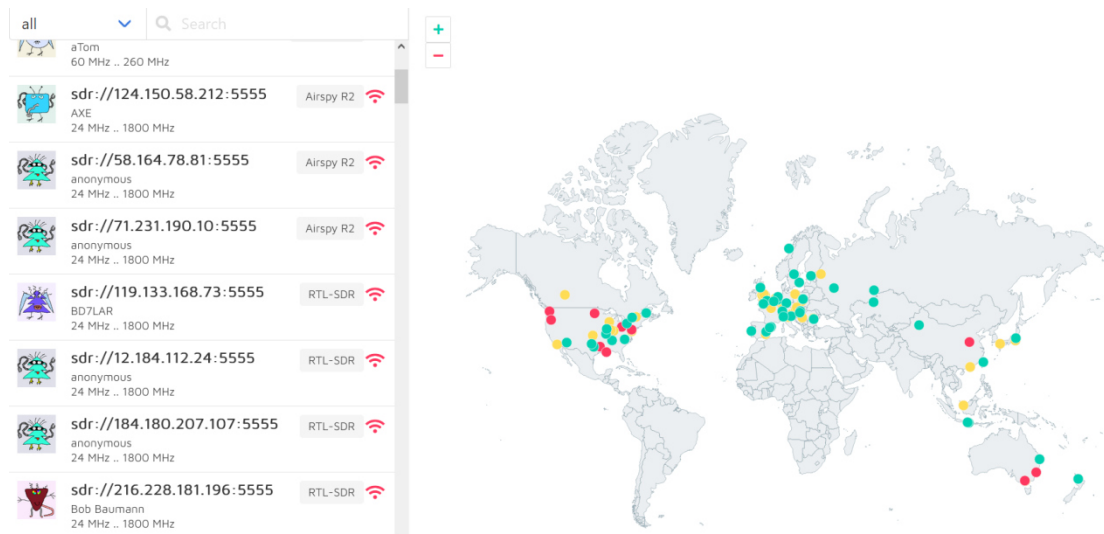 all
Search
aTom
60 MHz .. 260 MHz
sdr://124.150.58.212:5555
Airspy R2
AXE
24 MHz .. 1800 MHz
sdr://58.164.78.81:5555
Airspy R2
anonymous
24 MHz .. 1800 MHz
sdr://71.231.190.10:5555
Airspy R2
anonymous
24 MHz .. 1800 MHz
sdr://119.133.168.73:5555
RTL-SDR
BD7LAR
24 MHz .. 1800 MHz
sdr://12.184.112.24:5555
RTL-SDR
anonymous
24 MHz .. 1800 MHz
sdr://184.180.207.107:5555
RTL-SDR
anonymous
24 MHz .. 1800 MHz
sdr://216.228.181.196:5555
RTL-SDR
Bob Baumann
24 MHz .. 1800 MHz
+
−